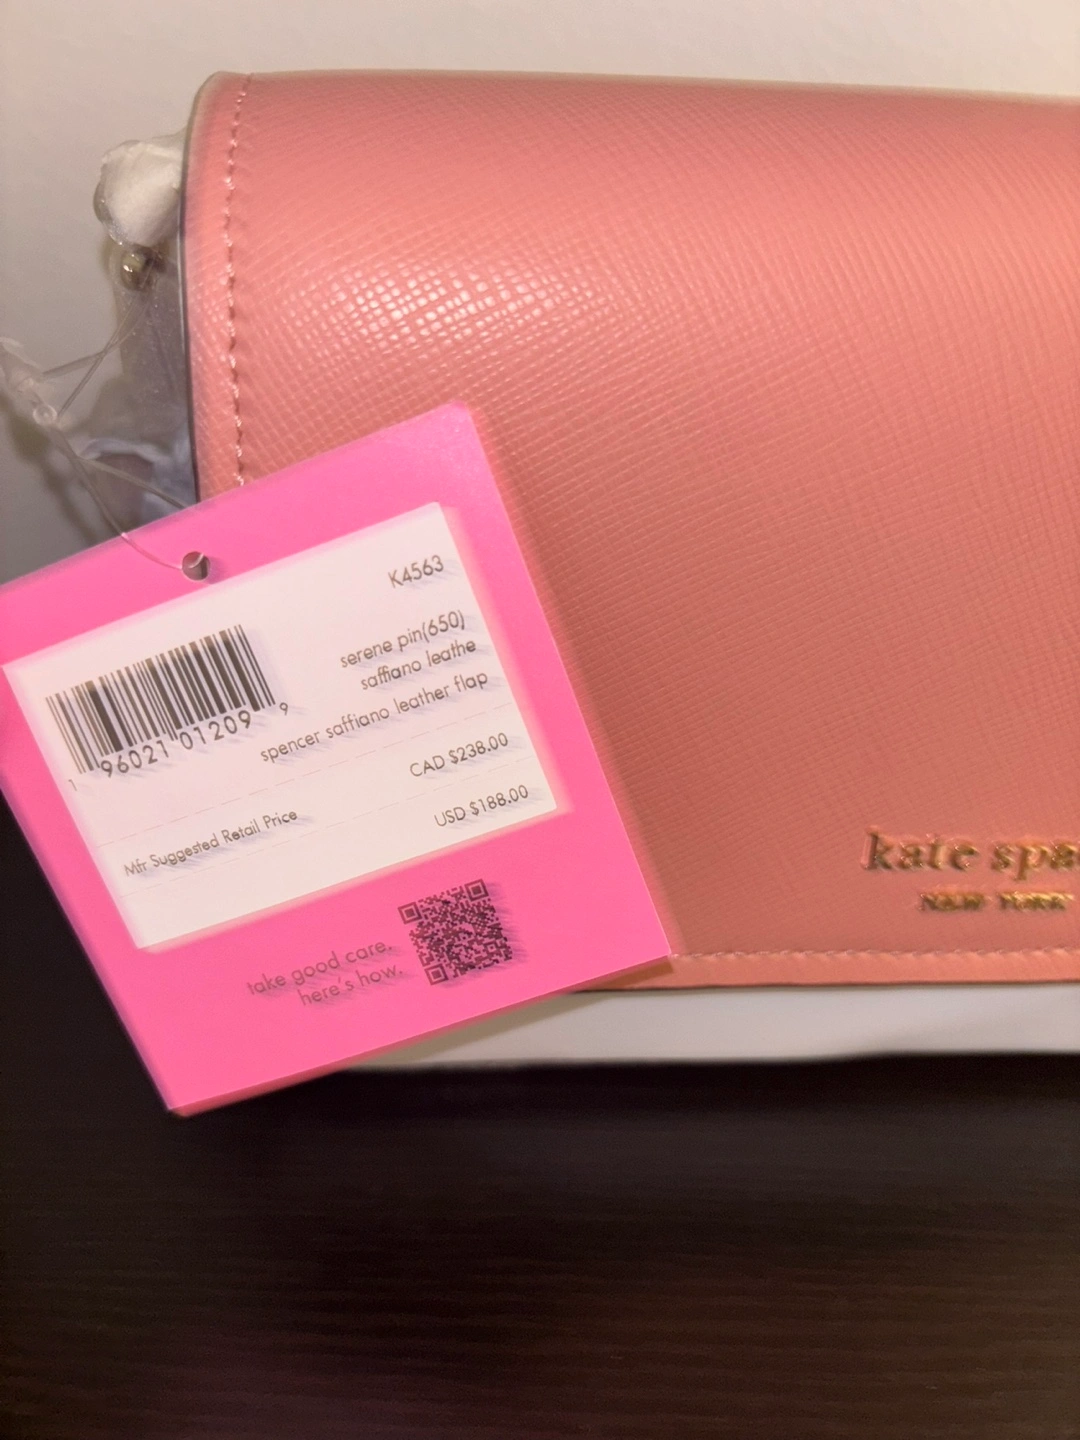 K4563
serene pin(650)
saffiano leathe
spencer saffiano leather flap
1 96021 01209 9
CAD $238.00
Mfr Suggested Retail Price
USD $188.00
take good care.
here's how.
kate spa
NEW YORK